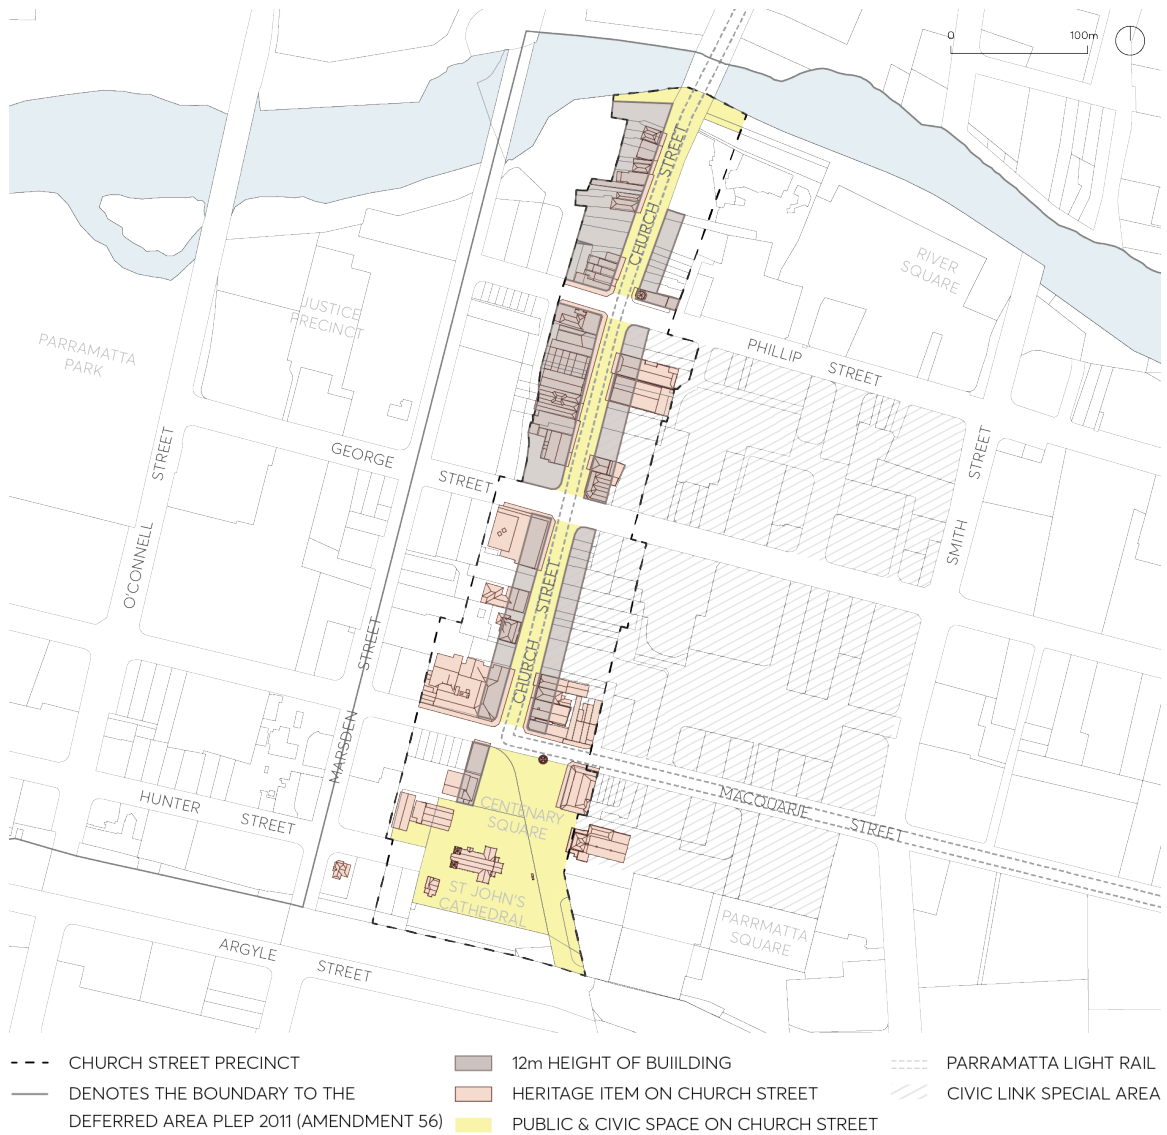 0 100m
CHURCH STREET
RIVER
SQUARE
JUSTICE
PRECINCT
PARRAMATTA
PARK
PHILLIP STREET
GEORGE STREET
STREET
O'CONNELL
STREET
SMITH
CHURCH STREET
STREET
MARSDEN
MACQUARIE STREET
HUNTER STREET
CENTENARY
SQUARE
ST JOHN'S
CATHEDRAL
PARRMATTA
SQUARE
ARGYLE STREET
CHURCH STREET PRECINCT
DENOTES THE BOUNDARY TO THE
DEFERRED AREA PLEP 2011 (AMENDMENT 56)
12m HEIGHT OF BUIILDING
HERITAGE ITEM ON CHURCH STREET
PUBLIC & CIVIC SPACE ON CHURCH STREET
PARRAMATTA LIGHT RAIL
CIVIC LINK SPECIAL AREA